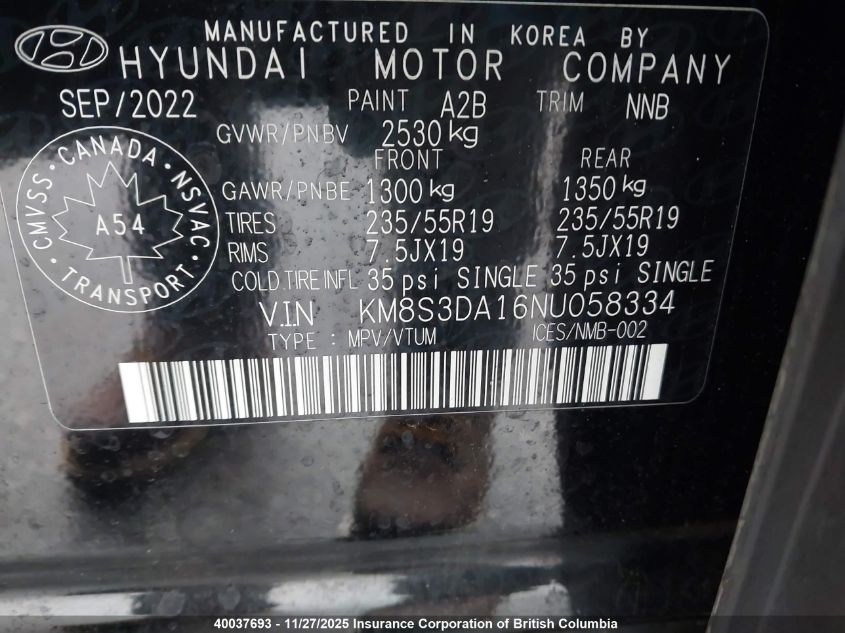 MANUFACTURED IN KOREA BY
HYUNDAI MOTOR COMPANY
SEP/2022 PAINT A2B TRIM NNB
GVWR/PNBV 2530 kg
FRONT REAR
GAWR/PNBE 1300 kg 1350 kg
TIRES 235/55R19 235/55R19
RIMS 7.5JX19 7.5JX19
COLD TIRE INFL 35 psi SINGLE 35 psi SINGLE
V.I.N KM8S3DA16NU058334
TYPE : MPV/VTUM ICES/NMB-002
CMVSS • CANADA • NSVAC • TRANSPORT •
A54
40037693 - 11/27/2025 Insurance Corporation of British Columbia